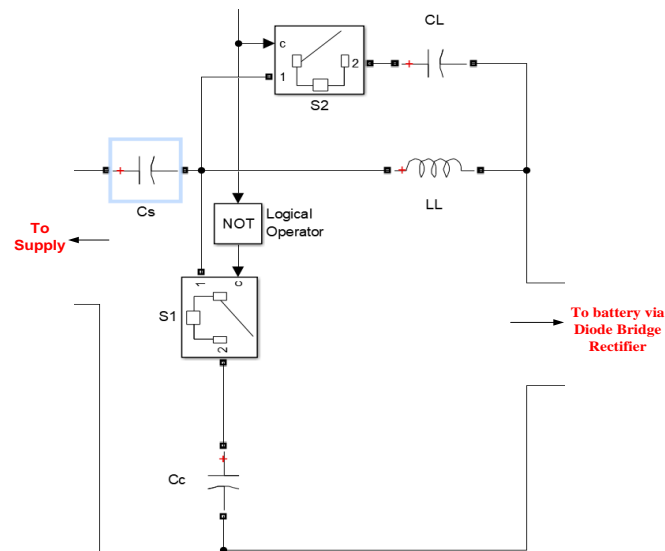 CL
c
1
2
S2
Cs
LL
NOT
Logical
Operator
To
Supply
1
c
S1
2
To battery via
Diode Bridge
Rectifier
Cc